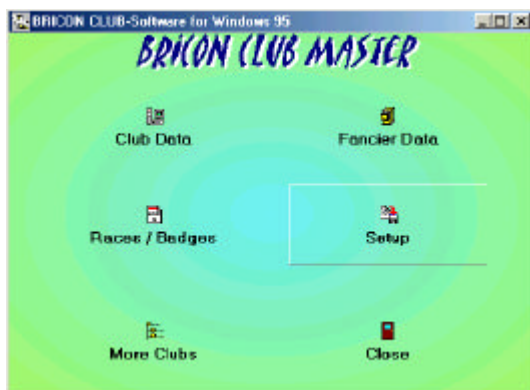 BRICON CLUB-Software for Windows 95
BRICON CLUB MASTER
Club Data
Fancier Data
Races / Badges
Setup
More Clubs
Close